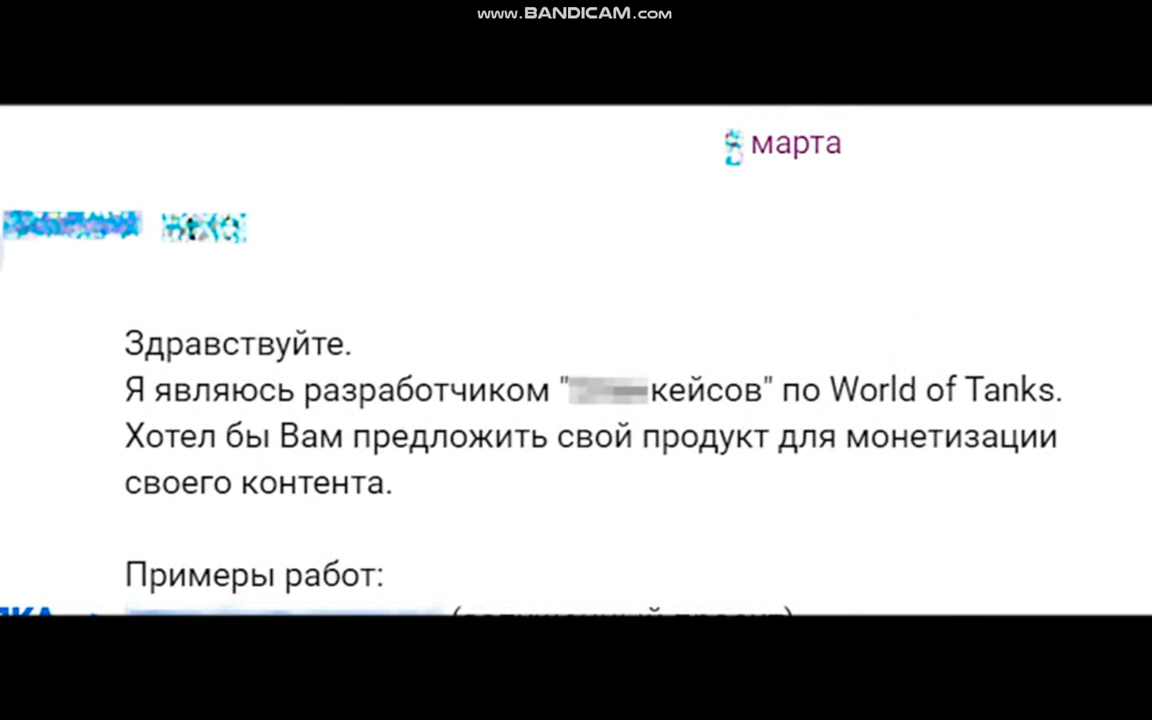 www.BANDICAM.com
марта
Здравствуйте.
Я являюсь разработчиком "кейсов" по World of Tanks.
Хотел бы Вам предложить свой продукт для монетизации
своего контента.
Примеры работ: